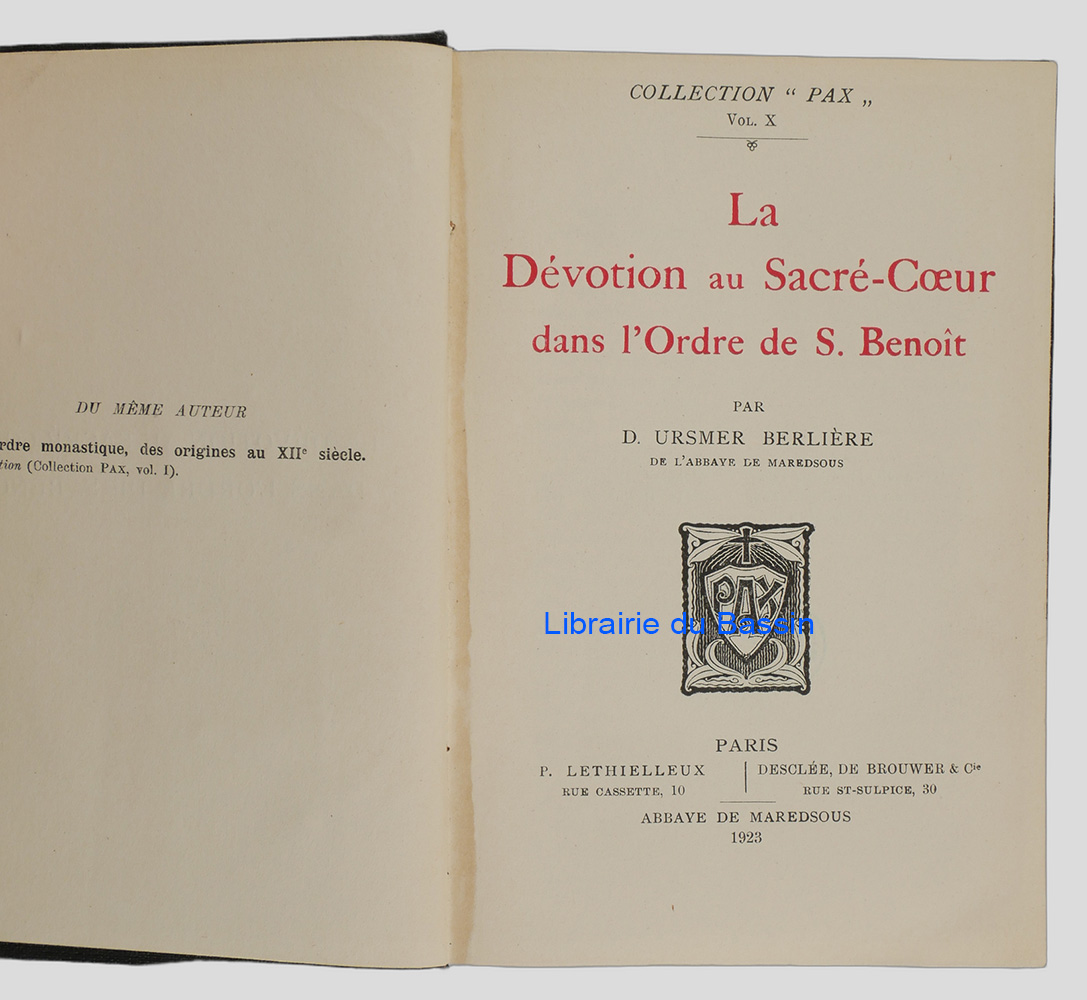 DU MÊME AUTEUR
rdre monastique, des origines au XIIe siècle.
tion (Collection PAX, vol. I).
COLLECTION “ PAX „
VOL. X
La
Dévotion au Sacré-Cœur
dans l'Ordre de S. Benoît
PAR
D. URSMER BERLIÈRE
DE L'ABBAYE DE MAREDSOUS
PAX
Librairie du Bassin
PARIS
P. LETHIELLEUX
RUE CASSETTE, 10
DESCLÉE, DE BROUWER & Cie
RUE ST-SULPICE, 30
ABBAYE DE MAREDSOUS
1923